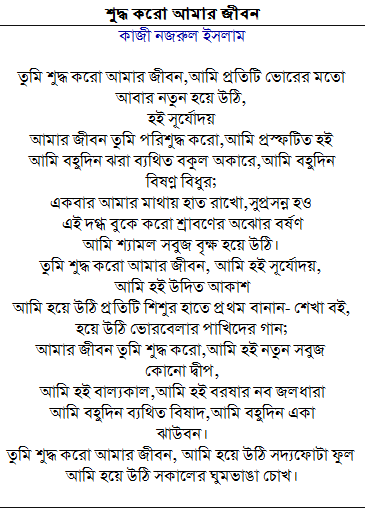 শুদ্ধ করো আমার জীবন
কাজী নজরুল ইসলাম
তুমি শুদ্ধ করো আমার জীবন,আমি প্রতিটি ভোরের মতো
আবার নতুন হয়ে উঠি,
হই সূর্যোদয়
আমার জীবন তুমি পরিশুদ্ধ করো,আমি প্রস্ফটিত হই
আমি বহুদিন ঝরা ব্যথিত বকুল অকারে,আমি বহুদিন
বিষণ্ন বিধুর;
একবার আমার মাথায় হাত রাখো,সুপ্রসন্ন হও
এই দগ্ধ বুকে করো শ্রাবণের অঝোর বর্ষণ
আমি শ্যামল সবুজ বৃক্ষ হয়ে উঠি।
তুমি শুদ্ধ করো আমার জীবন, আমি হই সূর্যোদয়,
আমি হই উদিত আকাশ
আমি হয়ে উঠি প্রতিটি শিশুর হাতে প্রথম বানান- শেখা বই,
হয়ে উঠি ভোরবেলার পাখিদের গান;
আমার জীবন তুমি শুদ্ধ করো,আমি হই নতুন সবুজ
কোনো দ্বীপ,
আমি হই বাল্যকাল,আমি হই বরষার নব জলধারা
আমি বহুদিন ব্যথিত বিষাদ,আমি বহুদিন একা
ঝাউবন।
তুমি শুদ্ধ করো আমার জীবন, আমি হয়ে উঠি সদ্যফোটা ফুল
আমি হয়ে উঠি সকালের ঘুমভাঙা চোখ।